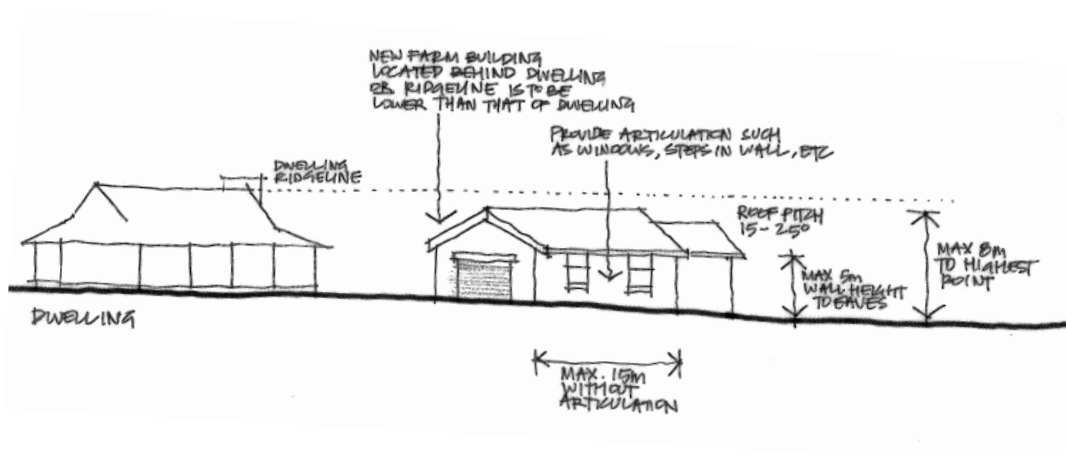 NEW FARM BUILDING
LOCATED BEHIND DWELLING
OR RIDGELINE IS TO BE
LOWER THAN THAT OF DWELLING
PROVIDE ARTICULATION SUCH
AS WINDOWS, STEPS IN WALL, ETC
DWELLING
RIDGELINE
ROOF PITCH
15-25°
MAX 8m
TO HIGHEST
POINT
MAX 5m
WALL HEIGHT
TO EAVES
DWELLING
MAX. 15m
WITHOUT
ARTICULATION